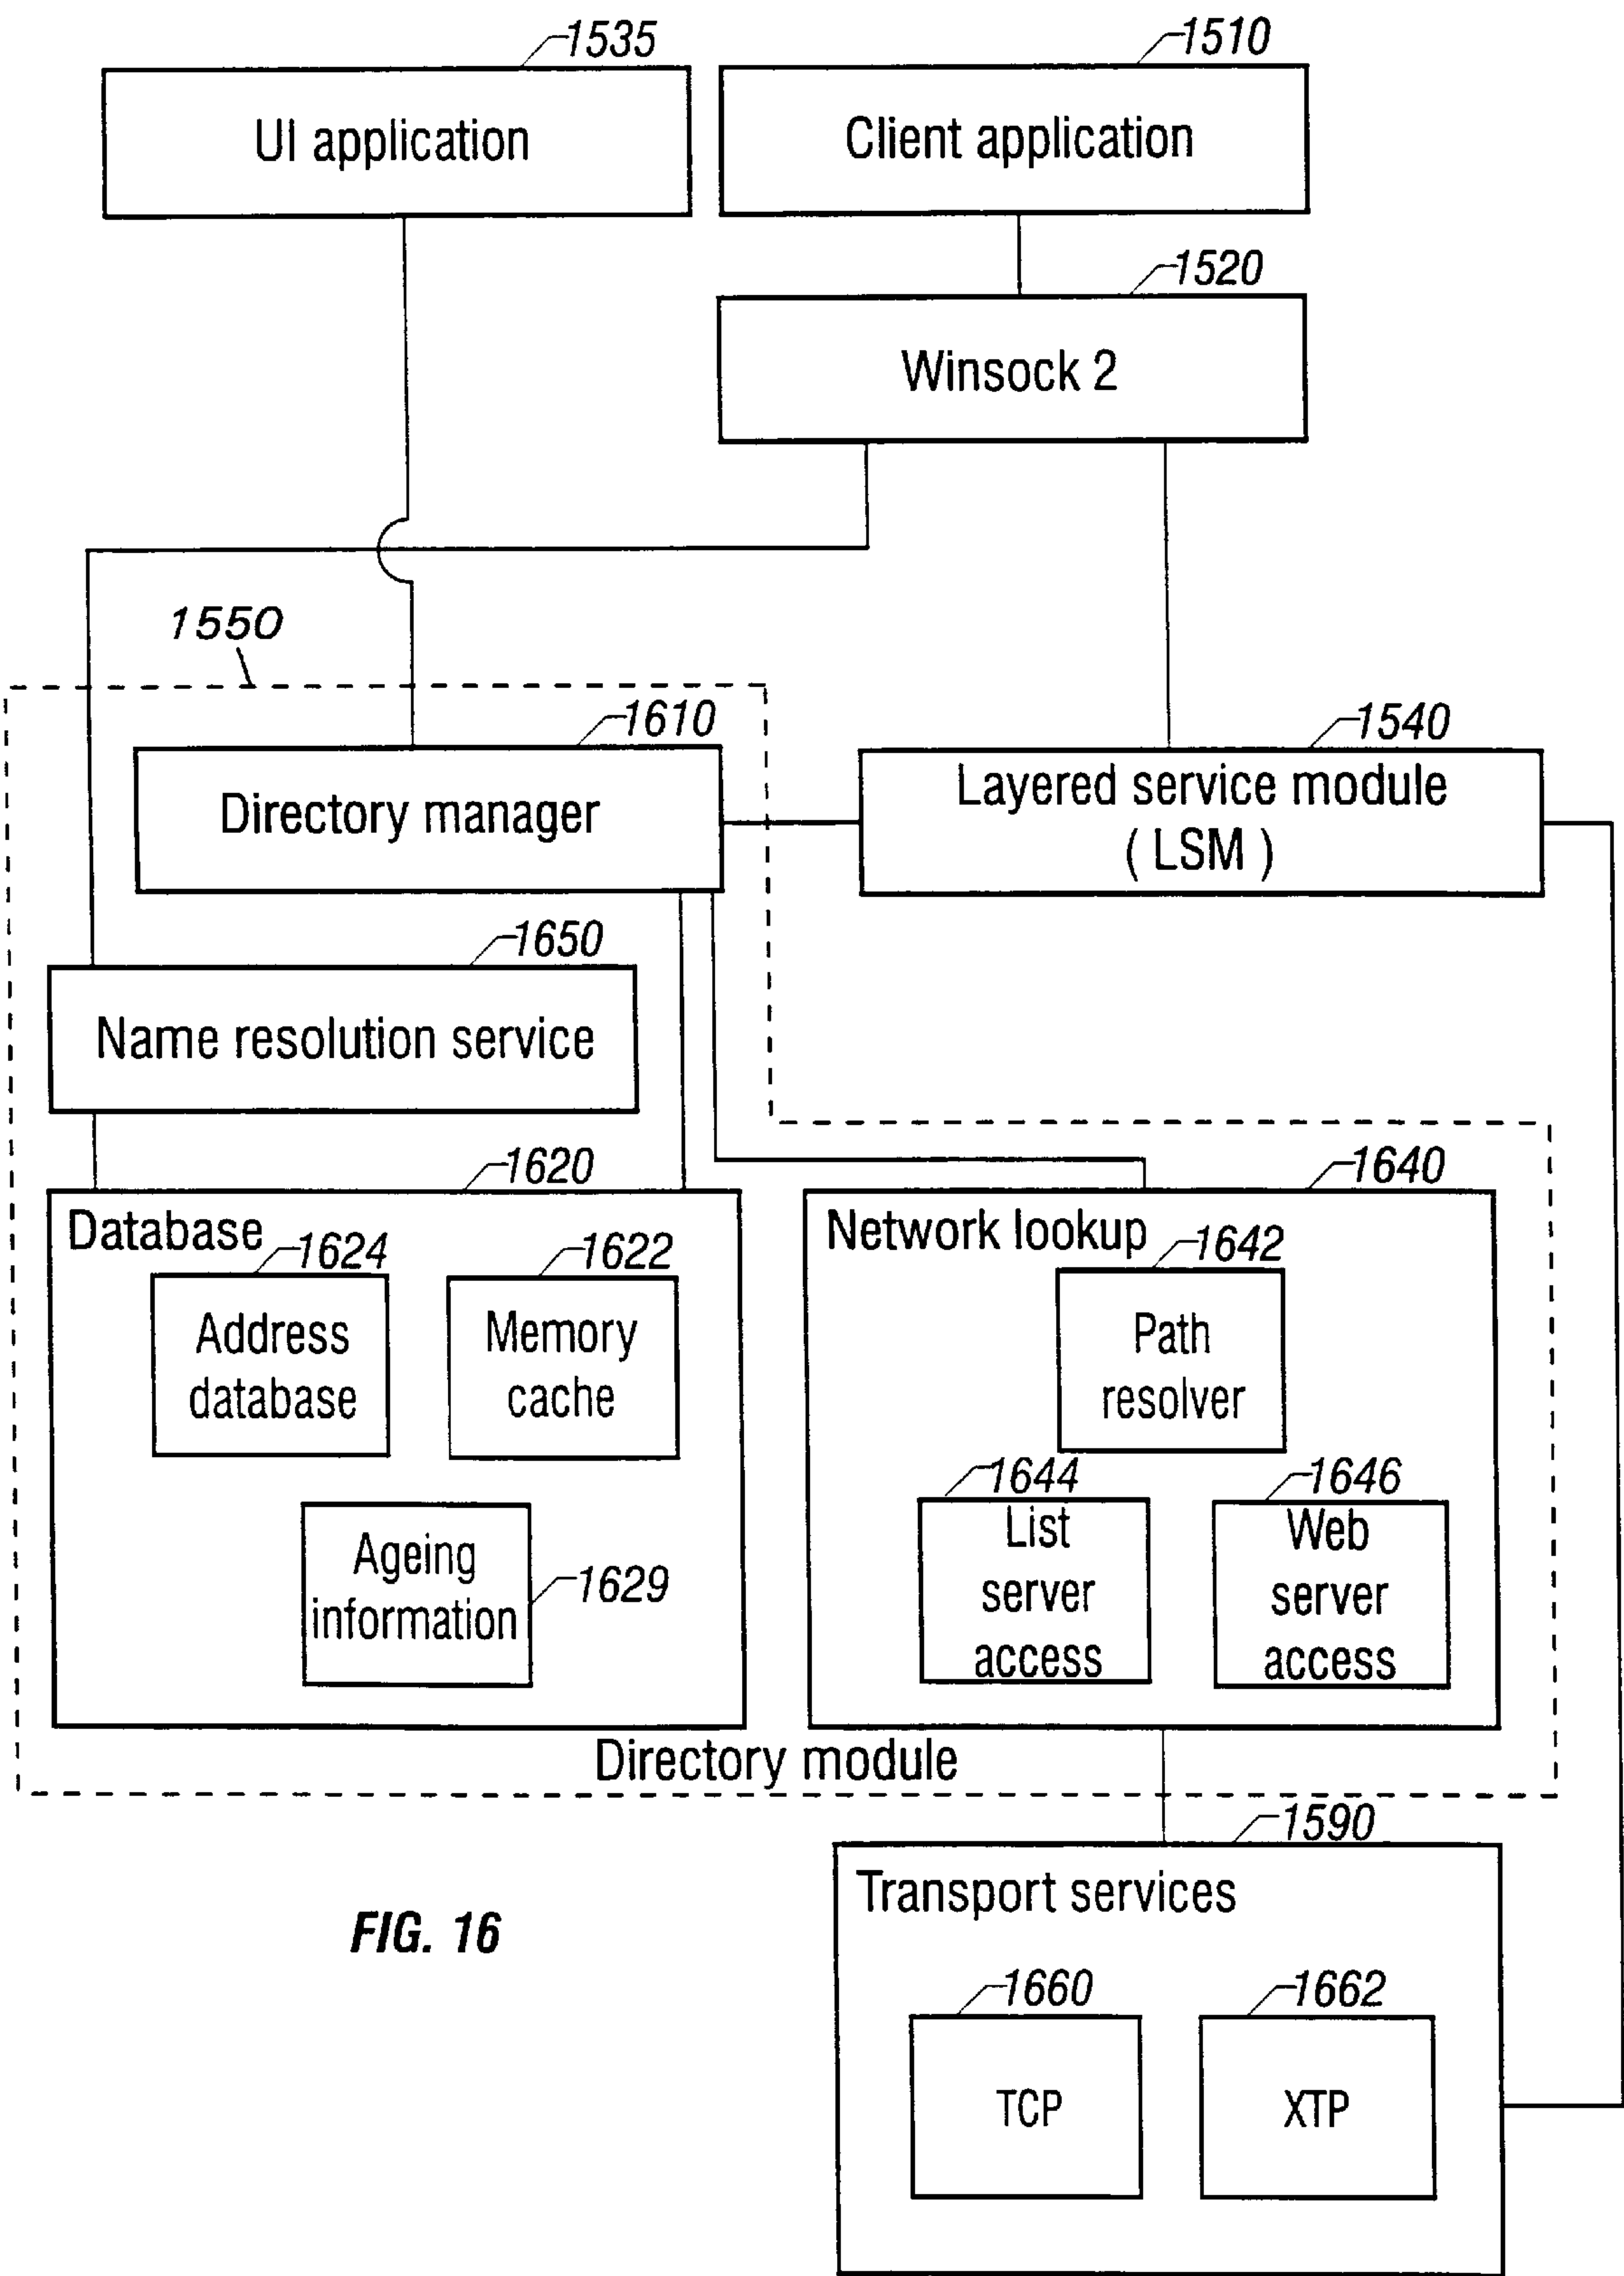 1535
UI application
1510
Client application
1520
Winsock 2
1550
1610
Directory manager
1540
Layered service module
( LSM )
1650
Name resolution service
1620
Database
1624
Address
database
1622
Memory
cache
Ageing
information
1629
1640
Network lookup
1642
Path
resolver
1644
List
server
access
1646
Web
server
access
Directory module
1590
Transport services
1660
TCP
1662
XTP
FIG. 16